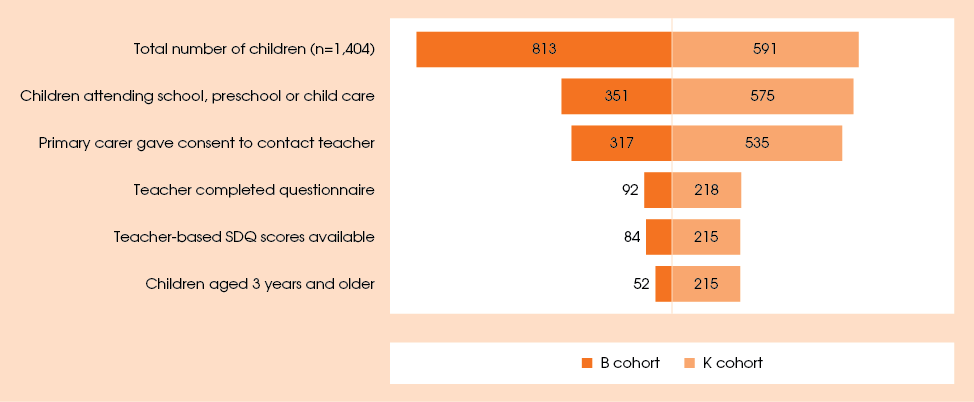 Total number of children (n=1,404) 813 591
Children attending school, preschool or child care 351 575
Primary carer gave consent to contact teacher 317 535
Teacher completed questionnaire 92 218
Teacher-based SDQ scores available 84 215
Children aged 3 years and older 52 215
B cohort K cohort